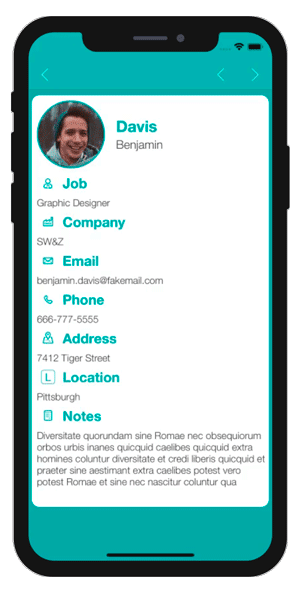 Davis
Benjamin
Job
Graphic Designer
Company
SW&Z
Email
benjamin.davis@fakemail.com
Phone
666-777-5555
Address
7412 Tiger Street
L Location
Pittsburgh
Notes
Diversitate quorundam sine Romae nec obsequiorum
orbos urbis inanes quicquid caelibes quicquid extra
homines coluntur diversitate et credi liberis quicquid et
praeter sine aestimant extra caelibes potest vero
potest Romae et sine nec nascitur coluntur qua